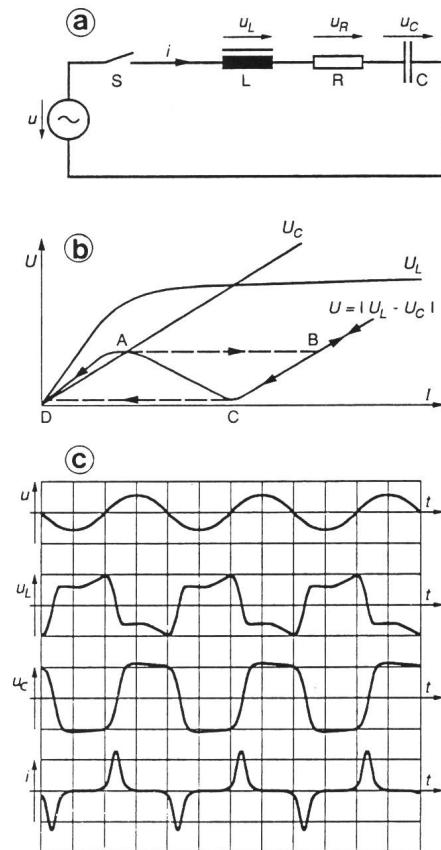 a
u_L u_R u_C
i
S L R C
u
b
U
U_C
U_L
U = | U_L - U_C |
A B
D C I
c
u t
u_L t
u_C t
i t